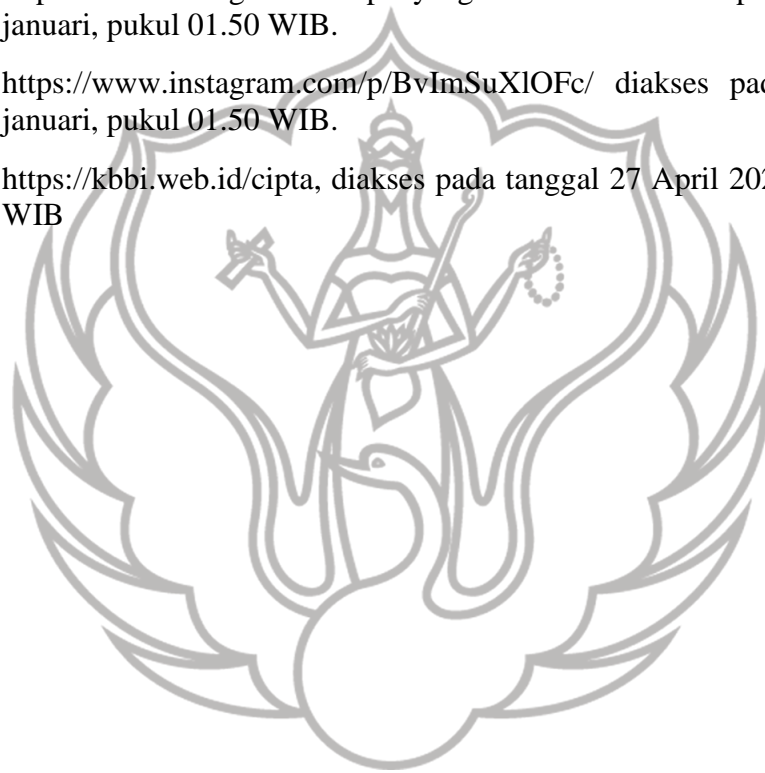 januari, pukul 01.50 WIB.
https://www.instagram.com/p/BvImSuXlOFc/ diakses
januari, pukul 01.50 WIB.
https://kbbi.web.id/cipta, diakses pada tanggal 27 April
WIB